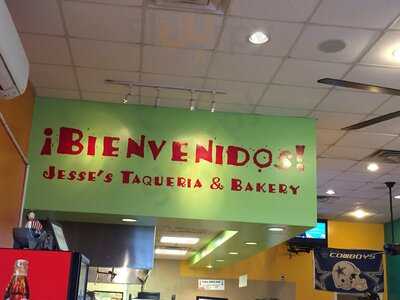 ¡BIENVENIDOS!
JESSE'S TAQUERIA & BAKERY
COWBOYS